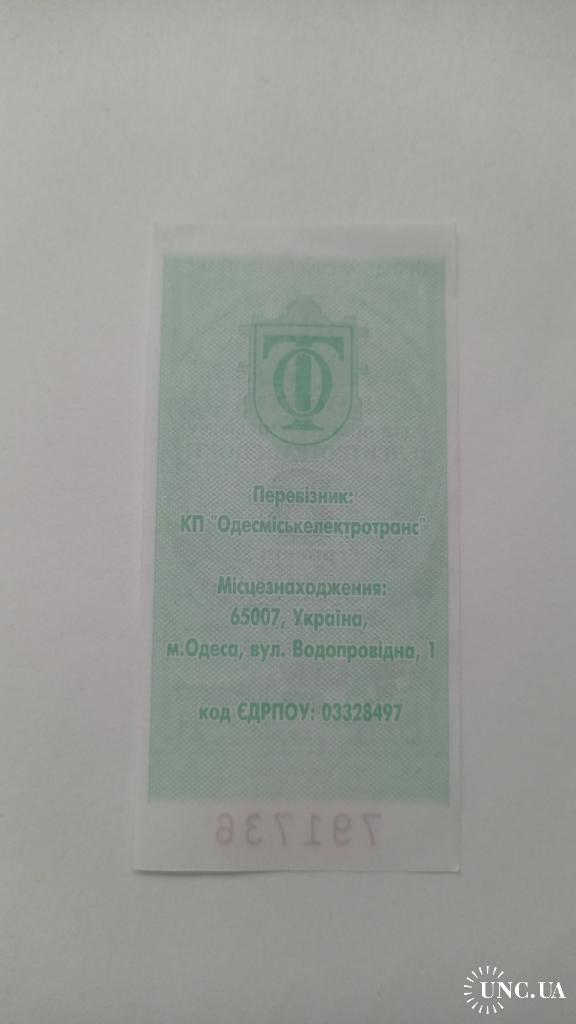 Перевізник:
КП "Одесміськелектротранс"
Місцезнаходження:
65007, Україна,
м.Одеса, вул. Водопровідна, 1
код ЄДРПОУ: 03328497
791736
UNC.UA